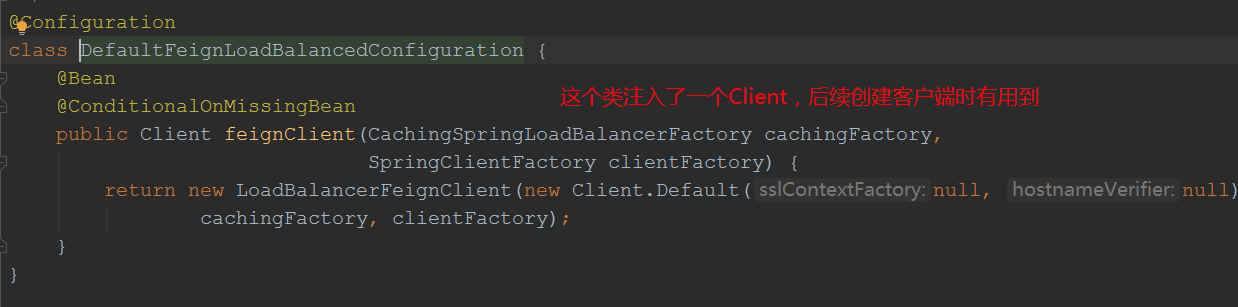 @Configuration
class DefaultFeignLoadBalancedConfiguration {
@Bean
@ConditionalOnMissingBean
这个类注入了一个Client，后续创建客户端时有用到
public Client feignClient(CachingSpringLoadBalancerFactory cachingFactory,
SpringClientFactory clientFactory) {
return new LoadBalancerFeignClient(new Client.Default( sslContextFactory: null, hostnameVerifier: null)
cachingFactory, clientFactory);
}
}